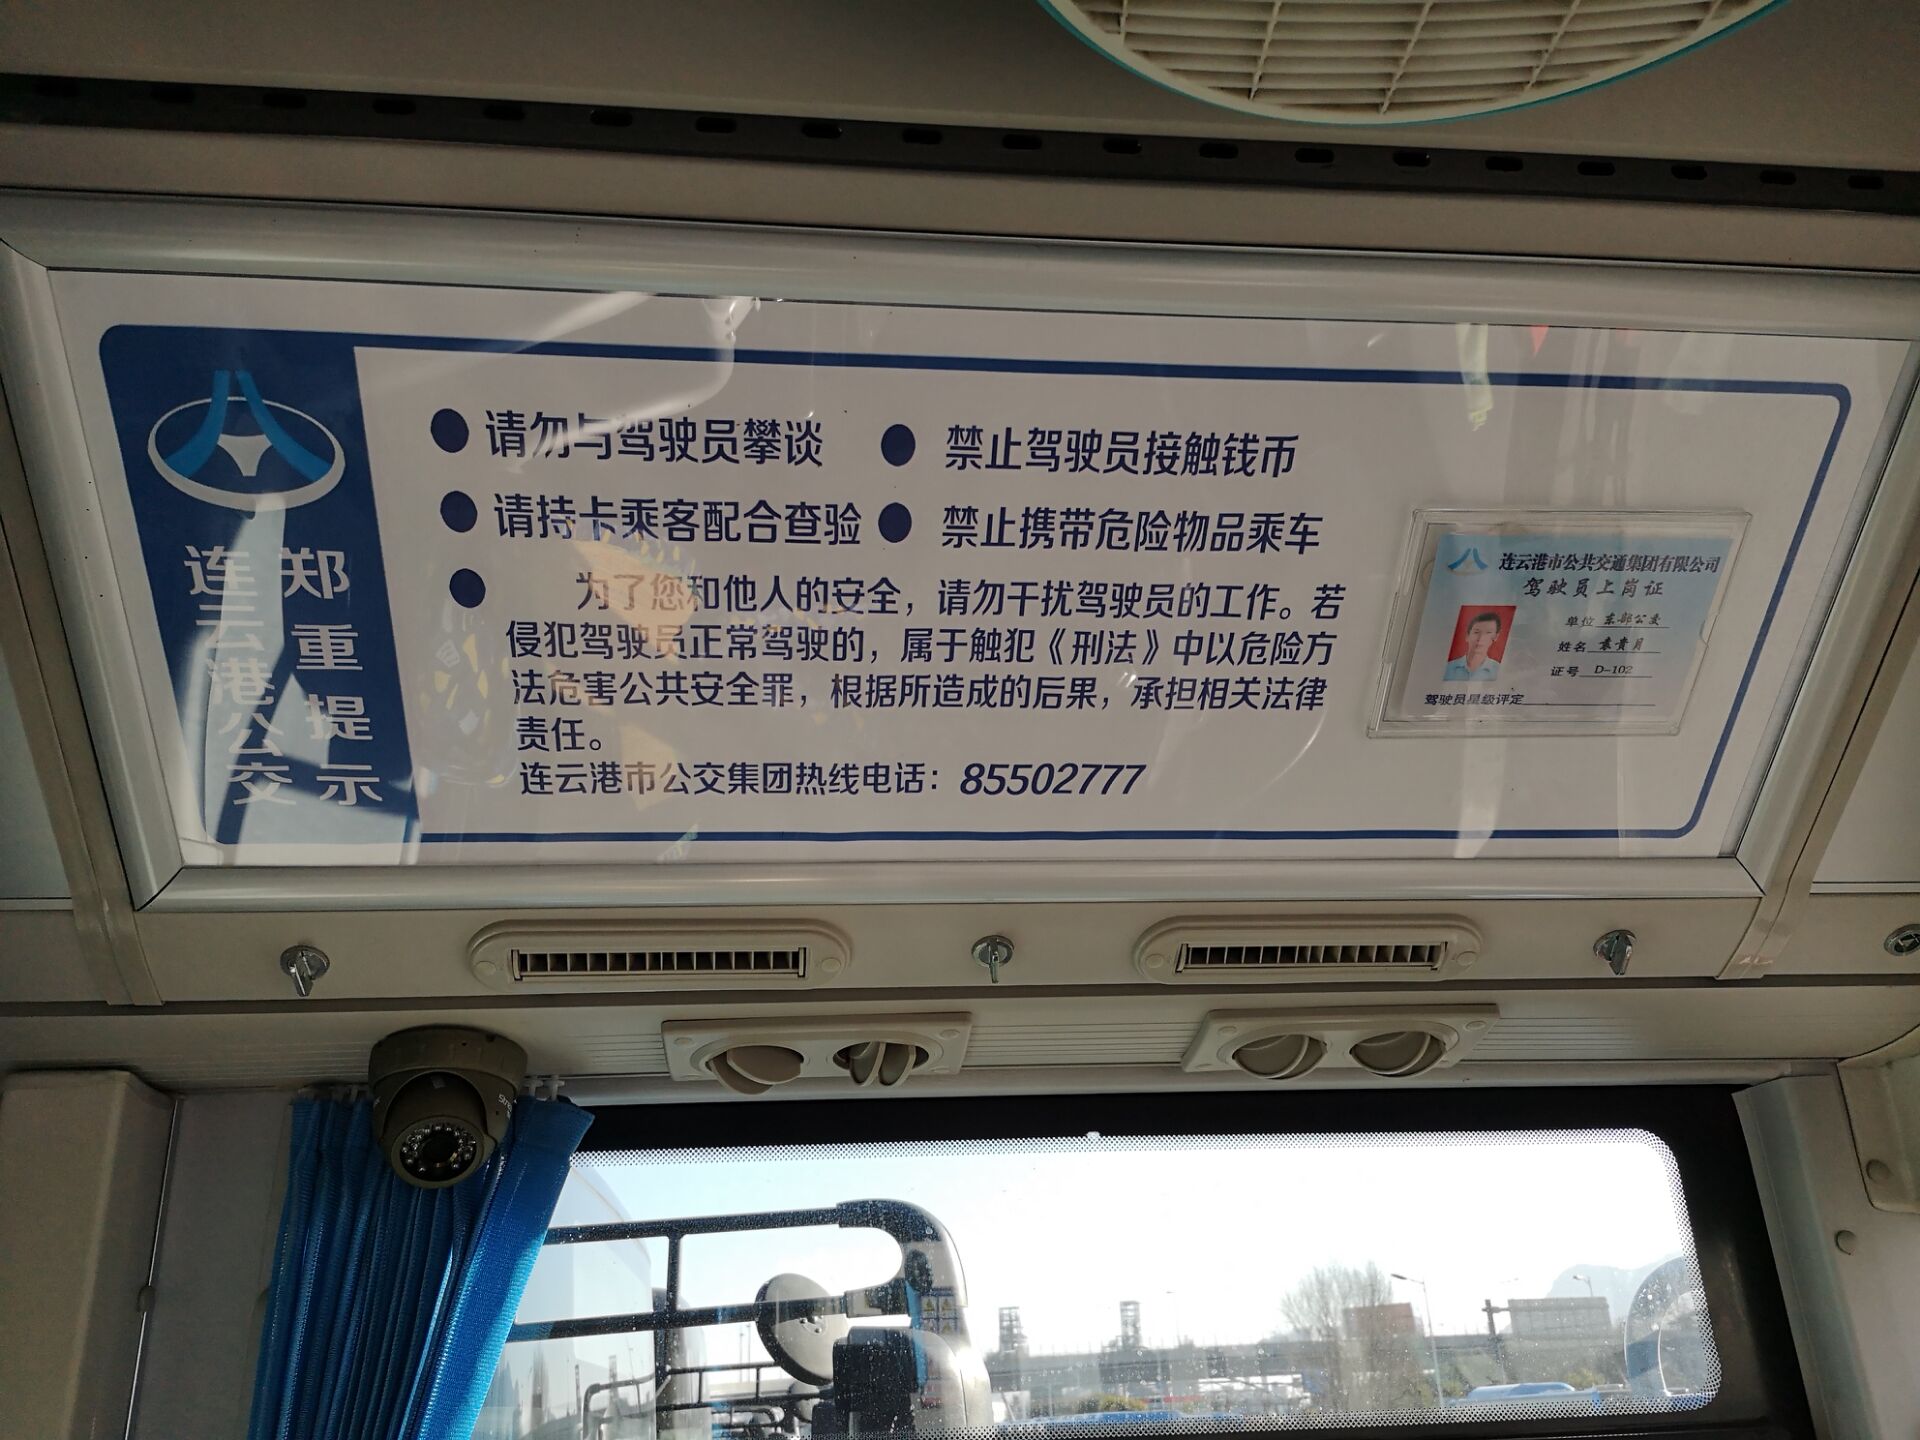 连云港公交
郑重提示
●请勿与驾驶员攀谈
●禁止驾驶员接触钱币
●请持卡乘客配合查验
●禁止携带危险物品乘车
●为了您和他人的安全，请勿干扰驾驶员的工作。若
侵犯驾驶员正常驾驶的，属于触犯《刑法》中以危险方
法危害公共安全罪，根据所造成的后果，承担相关法律
责任。
连云港市公交集团热线电话：85502777
连云港市公共交通集团有限公司
驾驶员上岗证
单位 东部公交
姓名 袁贵月
证号 D-102
驾驶员星级评定